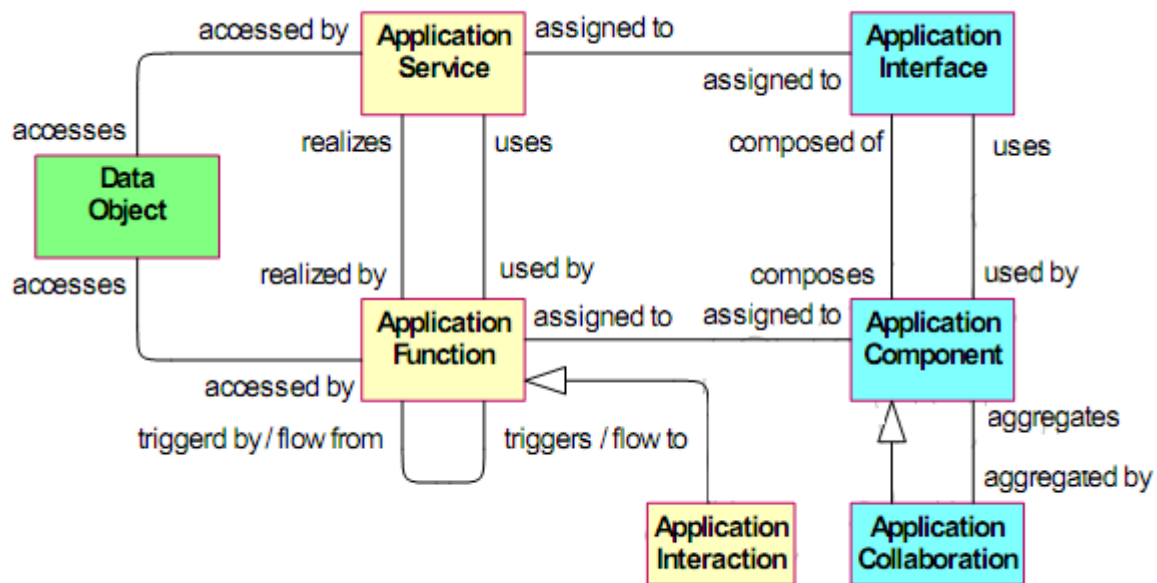 accessed by
Application
Service
assigned to
Application
Interface
assigned to
accesses
realizes
uses
composed of
uses
Data
Object
accesses
realized by
used by
composes
used by
Application
Function
assigned to
assigned to
Application
Component
accessed by
triggerd by / flow from
triggers / flow to
aggregates
aggregated by
Application
Interaction
Application
Collaboration